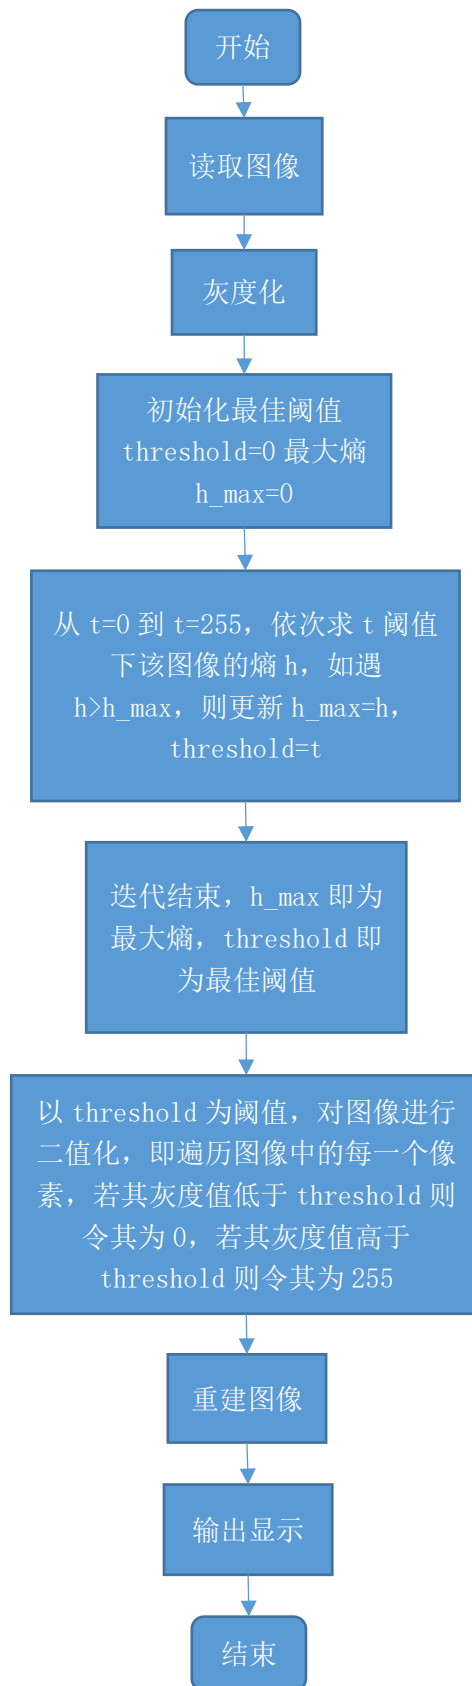 开始
读取图像
灰度化
初始化最佳阈值
threshold=0 最大熵
h_max=0
从 t=0 到 t=255，依次求 t 阈值
下该图像的熵 h，如遇
h>h_max，则更新 h_max=h，
threshold=t
迭代结束，h_max 即为
最大熵，threshold 即
为最佳阈值
以 threshold 为阈值，对图像进行
二值化，即遍历图像中的每一个像
素，若其灰度值低于 threshold 则
令其为 0，若其灰度值高于
threshold 则令其为 255
重建图像
输出显示
结束